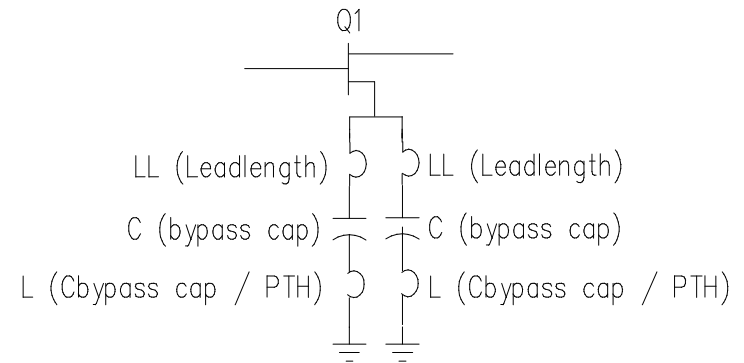 Q1
LL (Leadlength)
LL (Leadlength)
C (bypass cap)
C (bypass cap)
L (Cbypass cap / PTH)
L (Cbypass cap / PTH)